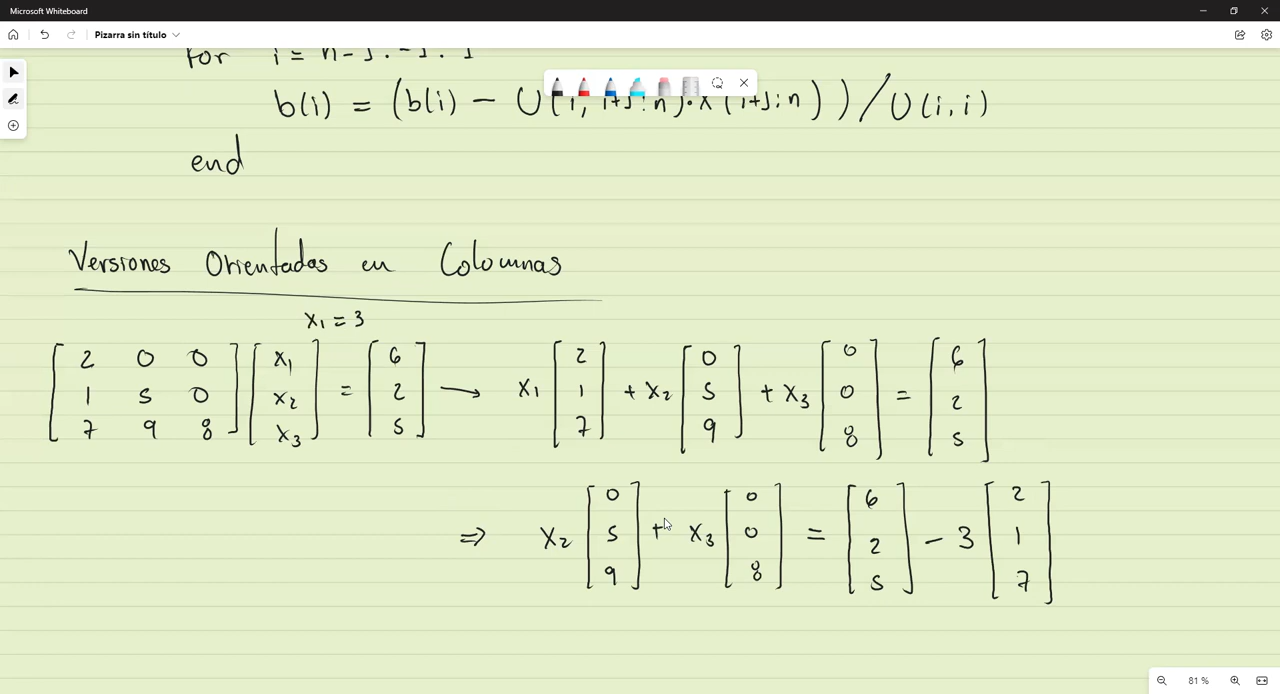 Microsoft Whiteboard
Pizarra sin título
for i = n-1:-1:1
b(i) = (b(i) - U(i, i+1:n)·x(i+1:n))/U(i,i)
end
Versiones Orientadas en Columnas
x₁ = 3
[2 0 0; 1 5 0; 7 9 8] [x₁; x₂; x₃] = [6; 2; 5] → x₁ [2; 1; 7] + x₂ [0; 5; 9] + x₃ [0; 0; 8] = [6; 2; 5]
⇒ x₂ [0; 5; 9] + x₃ [0; 0; 8] = [6; 2; 5] - 3 [2; 1; 7]
81 %